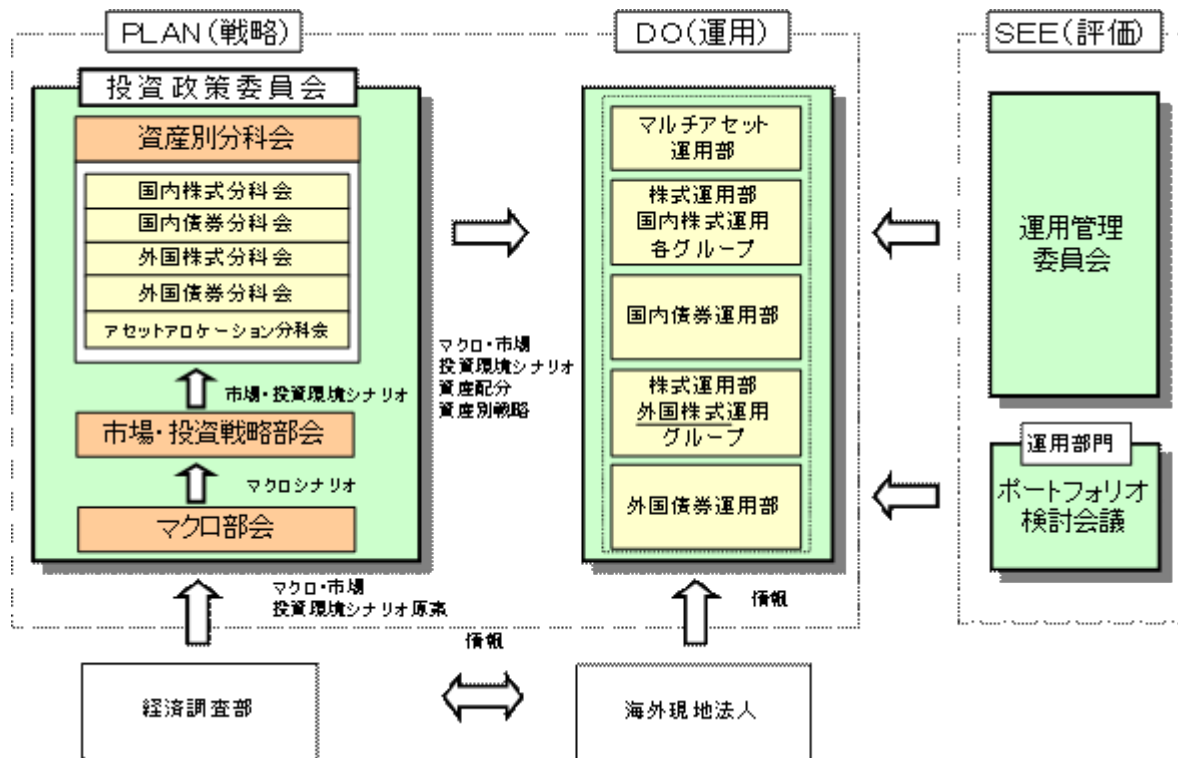 PLAN(戦略)
投資政策委員会
資産別分科会
国内株式分科会
国内債券分科会
外国株式分科会
外国債券分科会
アセットアロケーション分科会
市場・投資環境シナリオ
市場・投資戦略部会
マクロシナリオ
マクロ部会
マクロ・市場
投資環境シナリオ
資産配分
資産別戦略
DO(運用)
マルチアセット
運用部
株式運用部
国内株式運用
各グループ
国内債券運用部
株式運用部
外国株式運用
グループ
外国債券運用部
SEE(評価)
運用管理
委員会
運用部門
ポートフォリオ
検討会議
マクロ・市場
投資環境シナリオ原案
情報
情報
経済調査部
海外現地法人